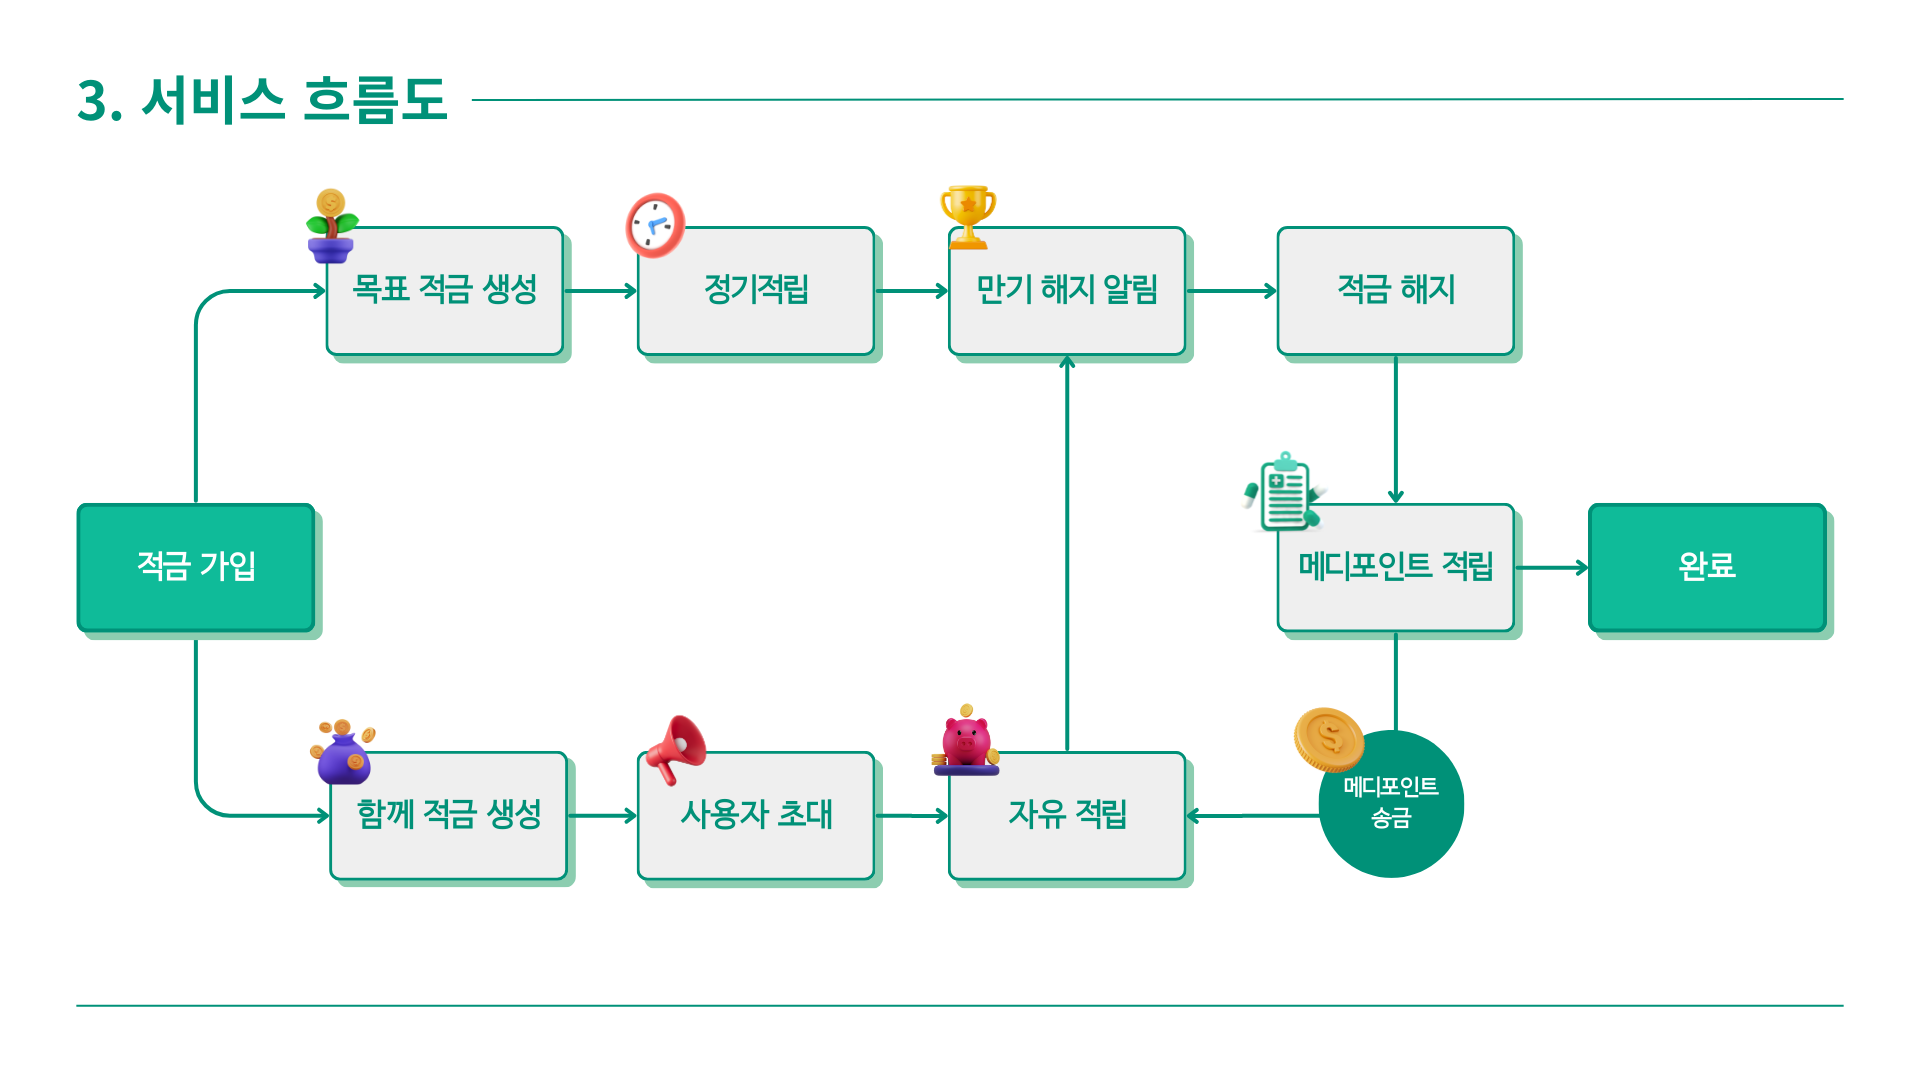 3. 서비스 흐름도
목표 적금 생성
정기적립
만기 해지 알림
적금 해지
적금 가입
메디포인트 적립
완료
함께 적금 생성
사용자 초대
자유 적립
메디포인트
송금